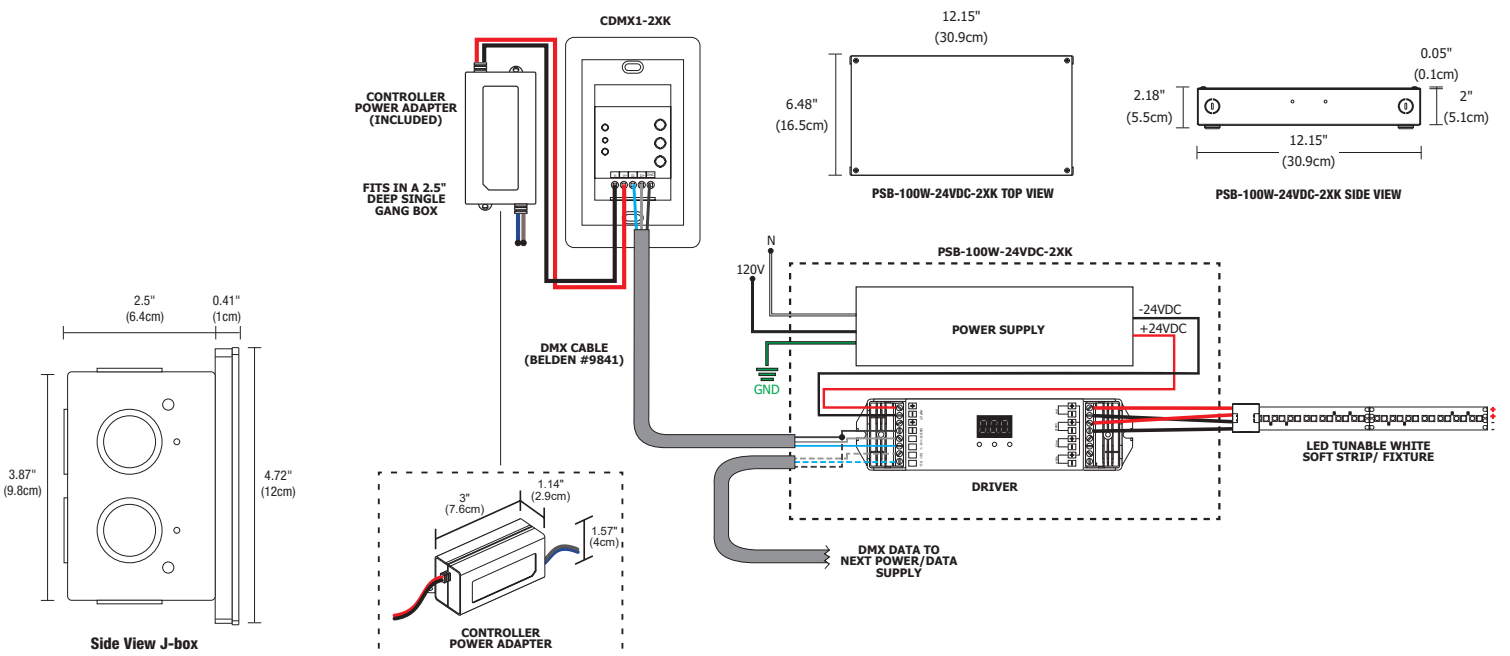 CDMX1-2XK
CONTROLLER
POWER ADAPTER
(INCLUDED)
FITS IN A 2.5"
DEEP SINGLE
GANG BOX
12.15"
(30.9cm)
6.48"
(16.5cm)
PSB-100W-24VDC-2XK TOP VIEW
0.05"
(0.1cm)
2.18"
(5.5cm)
2"
(5.1cm)
12.15"
(30.9cm)
PSB-100W-24VDC-2XK SIDE VIEW
N
120V
GND
PSB-100W-24VDC-2XK
POWER SUPPLY
-24VDC
+24VDC
DRIVER
LED TUNABLE WHITE
SOFT STRIP/ FIXTURE
DMX CABLE
(BELDEN #9841)
DMX DATA TO
NEXT POWER/DATA
SUPPLY
2.5"
(6.4cm)
0.41"
(1cm)
3.87"
(9.8cm)
4.72"
(12cm)
Side View J-box
3"
(7.6cm)
1.14"
(2.9cm)
1.57"
(4cm)
CONTROLLER
POWER ADAPTER